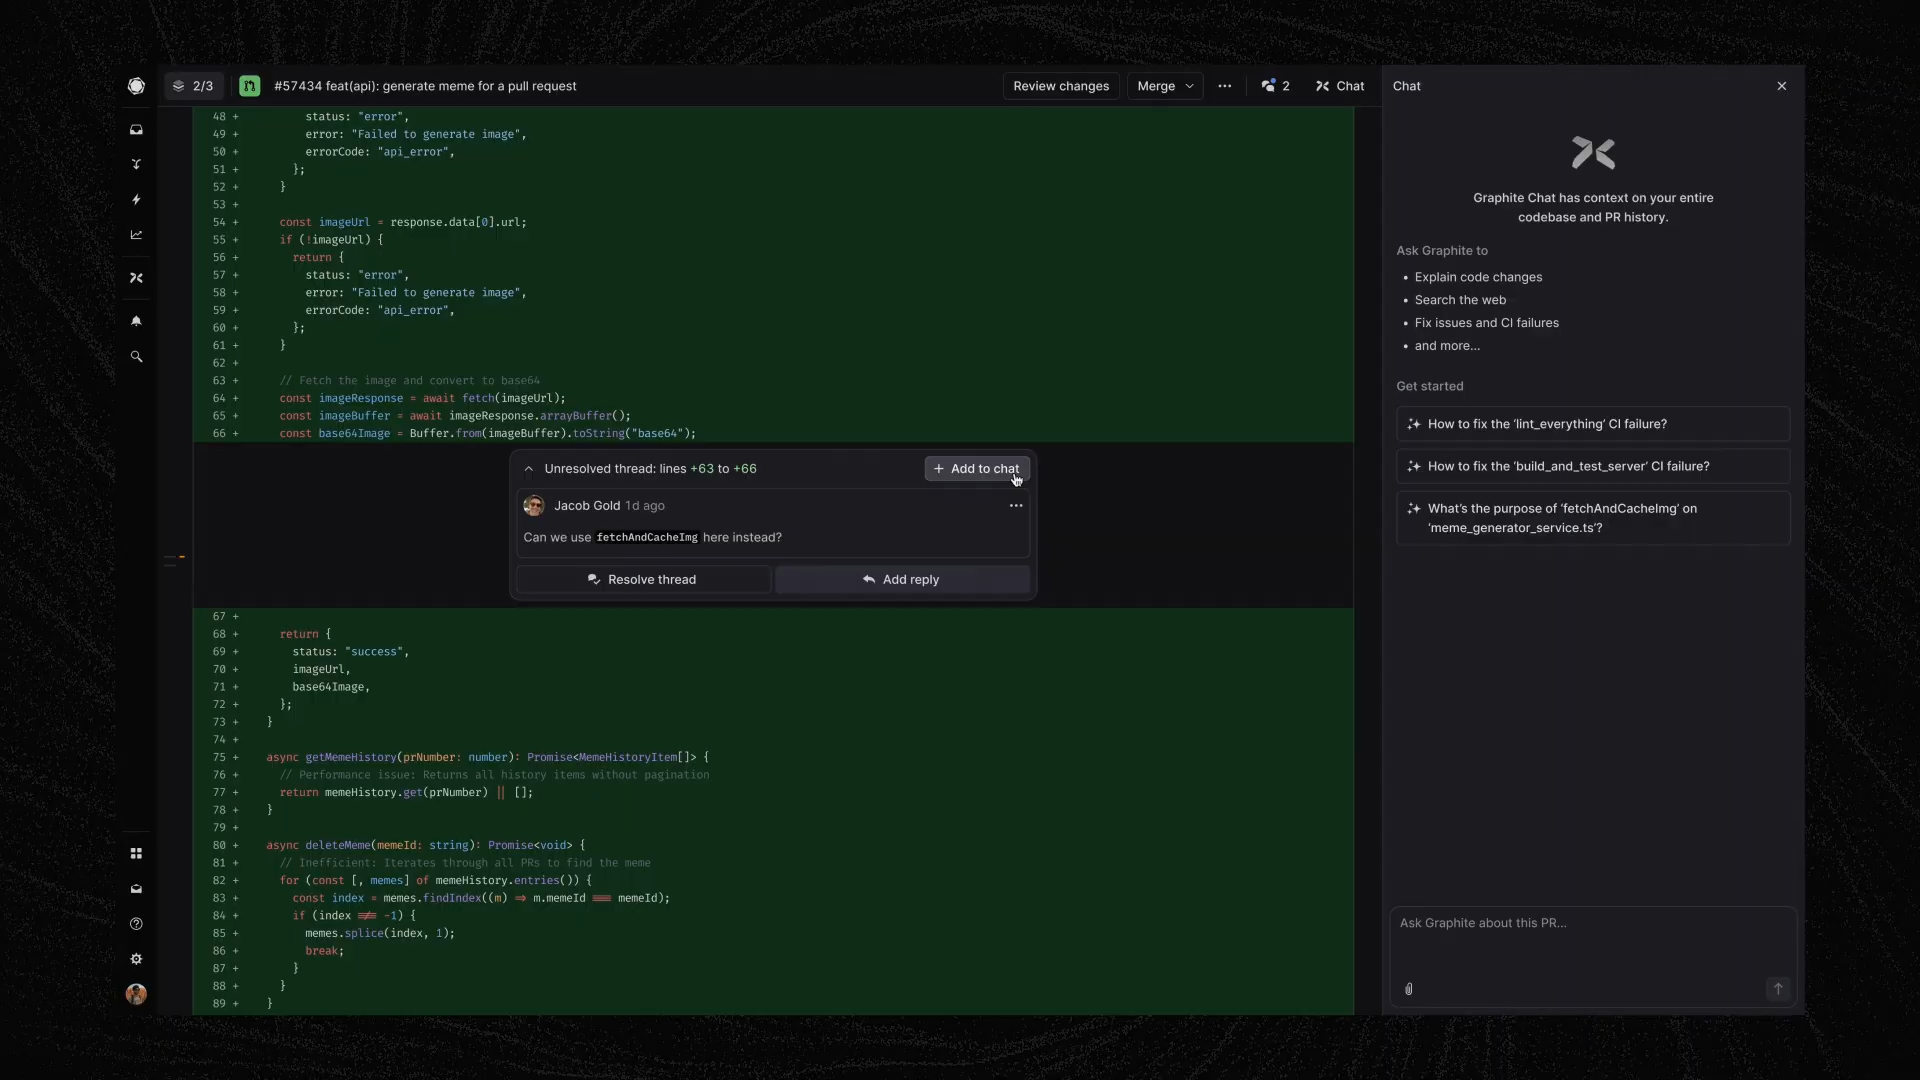 2/3 #57434 feat(api): generate meme for a pull request Review changes Merge ... 2 Chat
48 + status: "error",
49 + error: "Failed to generate image",
50 + errorCode: "api_error",
51 + };
52 + }
53 +
54 + const imageUrl = response.data[0].url;
55 + if (!imageUrl) {
56 + return {
57 + status: "error",
58 + error: "Failed to generate image",
59 + errorCode: "api_error",
60 + };
61 + }
62 +
63 + // Fetch the image and convert to base64
64 + const imageResponse = await fetch(imageUrl);
65 + const imageBuffer = await imageResponse.arrayBuffer();
66 + const base64Image = Buffer.from(imageBuffer).toString("base64");
Unresolved thread: lines +63 to +66 + Add to chat
Jacob Gold 1d ago ...
Can we use fetchAndCacheImg here instead?
Resolve thread Add reply
67 +
68 + return {
69 + status: "success",
70 + imageUrl,
71 + base64Image,
72 + };
73 + }
74 +
75 + async getMemeHistory(prNumber: number): Promise<MemeHistoryItem[]> {
76 + // Performance issue: Returns all history items without pagination
77 + return memeHistory.get(prNumber) || [];
78 + }
79 +
80 + async deleteMeme(memeId: string): Promise<void> {
81 + // Inefficient: Iterates through all PRs to find the meme
82 + for (const [, memes] of memeHistory.entries()) {
83 + const index = memes.findIndex((m) => m.memeId === memeId);
84 + if (index !== -1) {
85 + memes.splice(index, 1);
86 + break;
87 + }
88 + }
89 + }
Chat
Graphite Chat has context on your entire
codebase and PR history.
Ask Graphite to
• Explain code changes
• Search the web
• Fix issues and CI failures
• and more...
Get started
How to fix the ‘lint_everything’ CI failure?
How to fix the ‘build_and_test_server’ CI failure?
What’s the purpose of ‘fetchAndCacheImg’ on
‘meme_generator_service.ts’?
Ask Graphite about this PR...